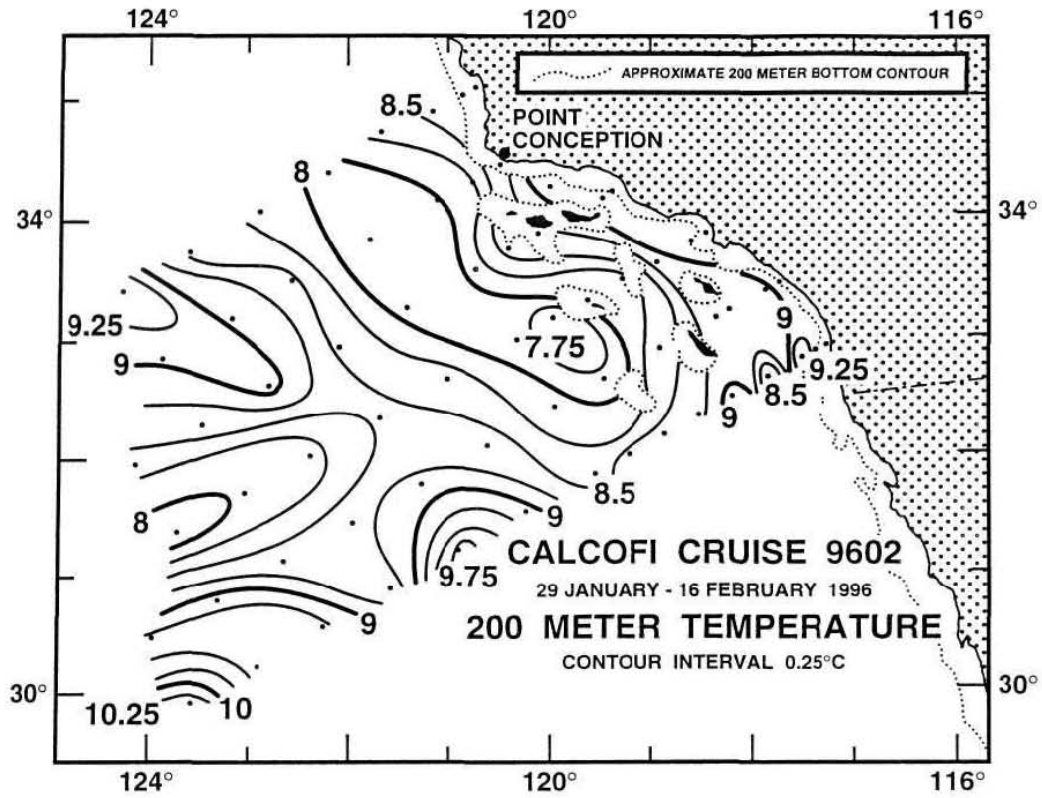 124° 120° 116°
APPROXIMATE 200 METER BOTTOM CONTOUR
8.5
POINT
CONCEPTION
8
34° 34°
9.25
7.75
9
9
9.25
8.5
9
8.5
8
9
CALCOFI CRUISE 9602
9.75
29 JANUARY - 16 FEBRUARY 1996
9
200 METER TEMPERATURE
CONTOUR INTERVAL 0.25°C
30° 30°
10.25 10
124° 120° 116°